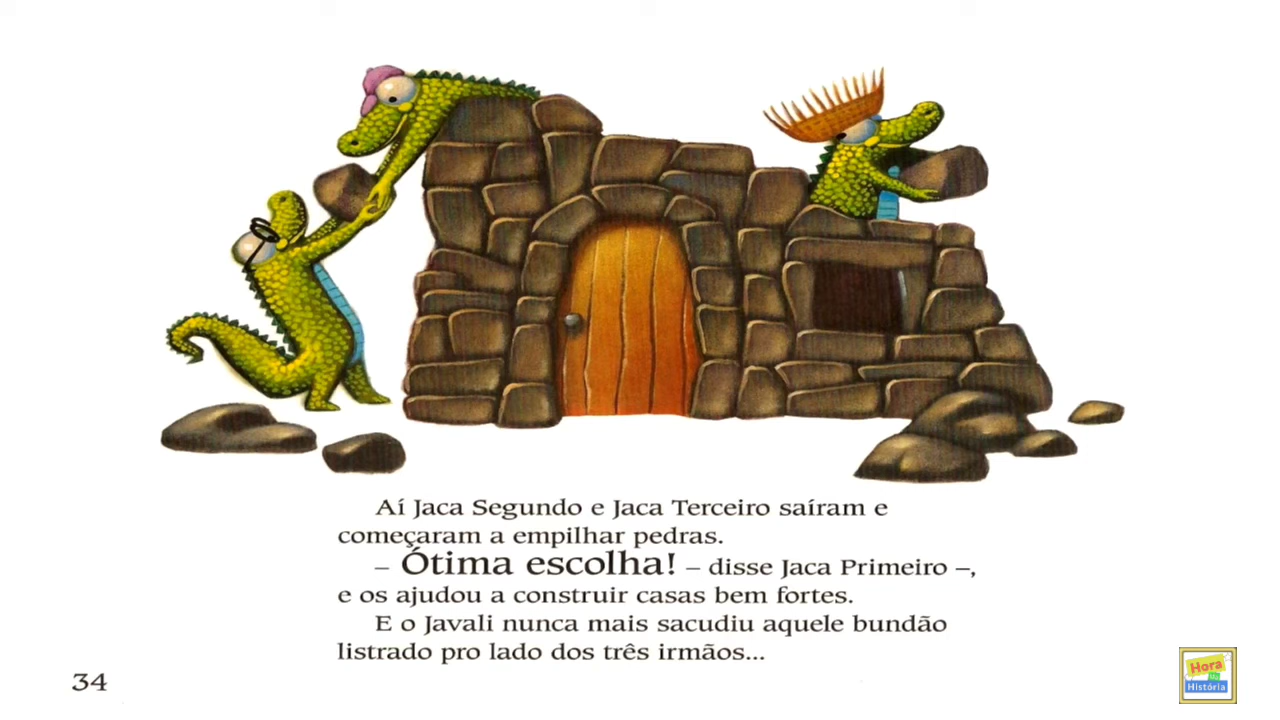 Aí Jaca Segundo e Jaca Terceiro saíram e
começaram a empilhar pedras.
– Ótima escolha! – disse Jaca Primeiro –,
e os ajudou a construir casas bem fortes.
E o Javali nunca mais sacudiu aquele bundão
listrado pro lado dos três irmãos...
34
Hora
da
História